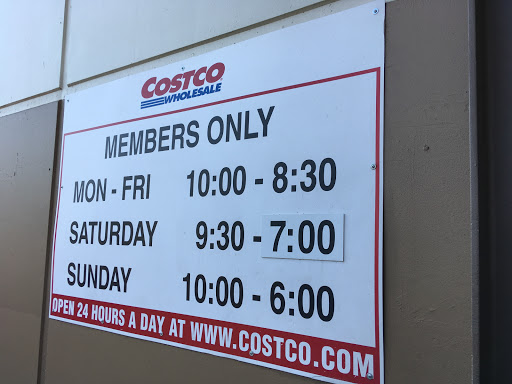 COSTCO
WHOLESALE
MEMBERS ONLY
MON - FRI 10:00 - 8:30
SATURDAY 9:30 - 7:00
SUNDAY 10:00 - 6:00
OPEN 24 HOURS A DAY AT WWW.COSTCO.COM